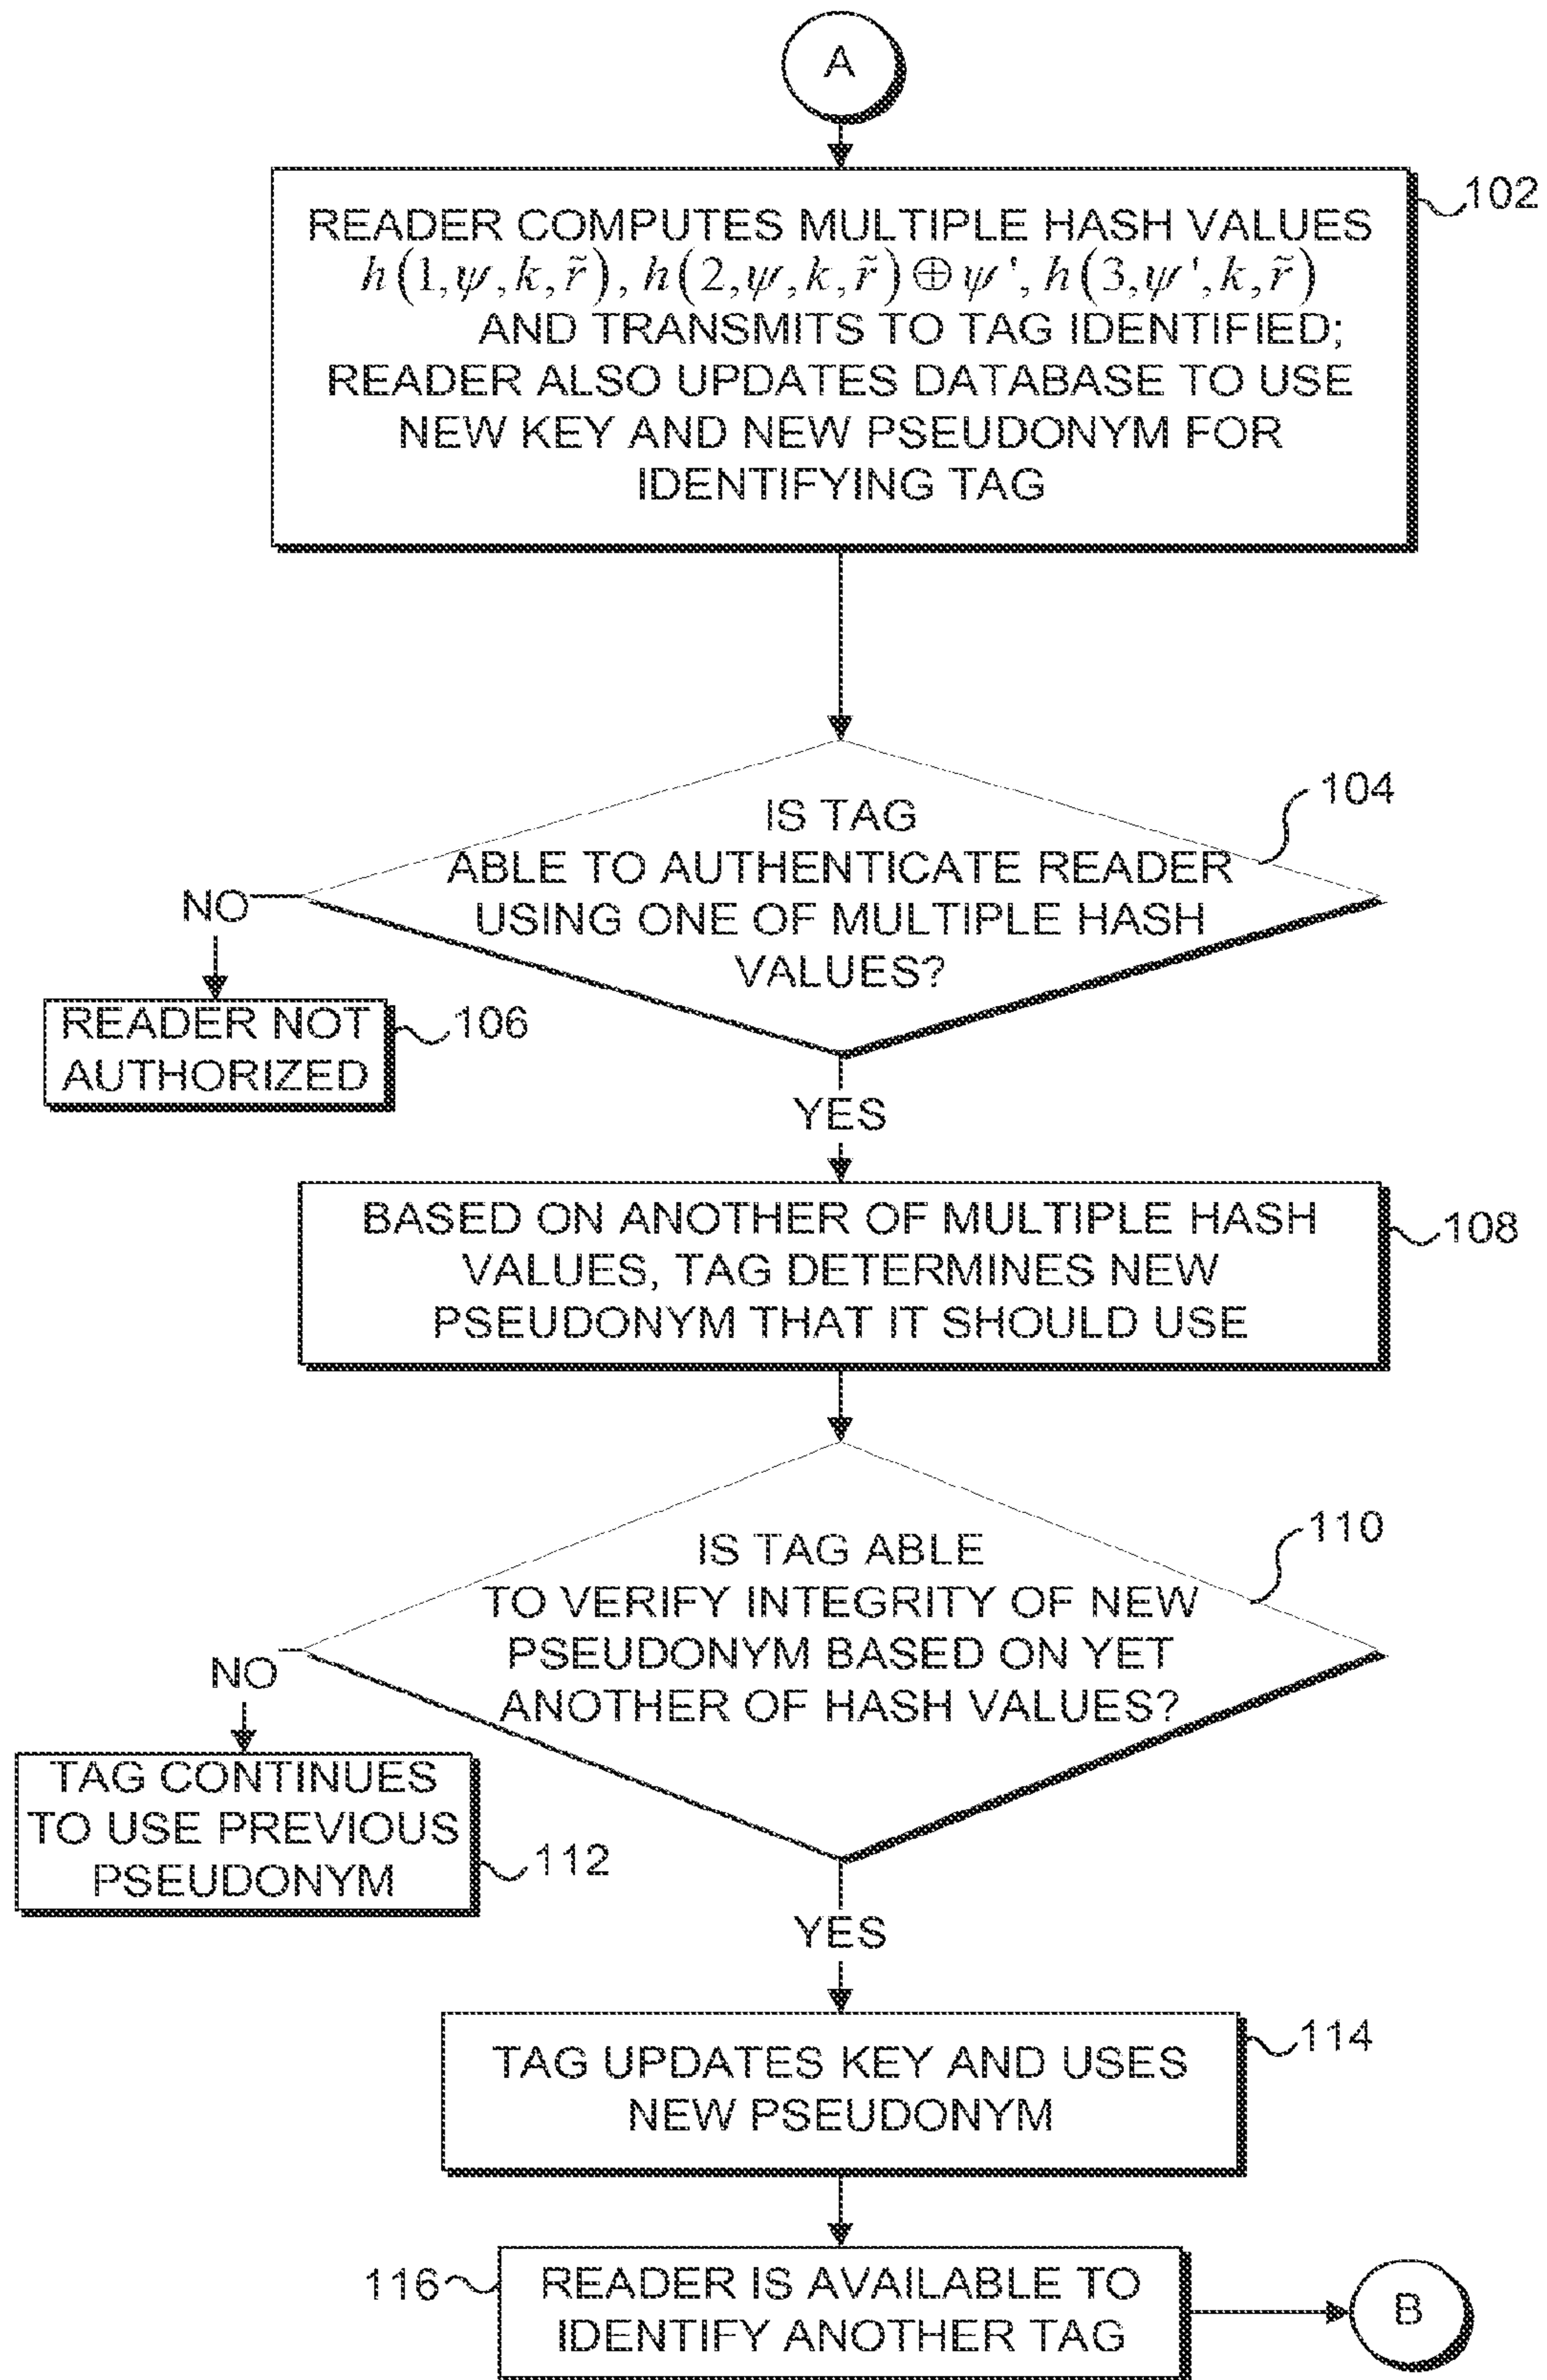 A
102
READER COMPUTES MULTIPLE HASH VALUES
h(1,ψ,k,r̃), h(2,ψ,k,r̃)⊕ψ', h(3,ψ',k,r̃)
AND TRANSMITS TO TAG IDENTIFIED;
READER ALSO UPDATES DATABASE TO USE
NEW KEY AND NEW PSEUDONYM FOR
IDENTIFYING TAG
104
IS TAG
ABLE TO AUTHENTICATE READER
USING ONE OF MULTIPLE HASH
VALUES?
NO
READER NOT
AUTHORIZED
106
YES
BASED ON ANOTHER OF MULTIPLE HASH
VALUES, TAG DETERMINES NEW
PSEUDONYM THAT IT SHOULD USE
108
110
IS TAG ABLE
TO VERIFY INTEGRITY OF NEW
PSEUDONYM BASED ON YET
ANOTHER OF HASH VALUES?
NO
TAG CONTINUES
TO USE PREVIOUS
PSEUDONYM
112
YES
114
TAG UPDATES KEY AND USES
NEW PSEUDONYM
116
READER IS AVAILABLE TO
IDENTIFY ANOTHER TAG
B